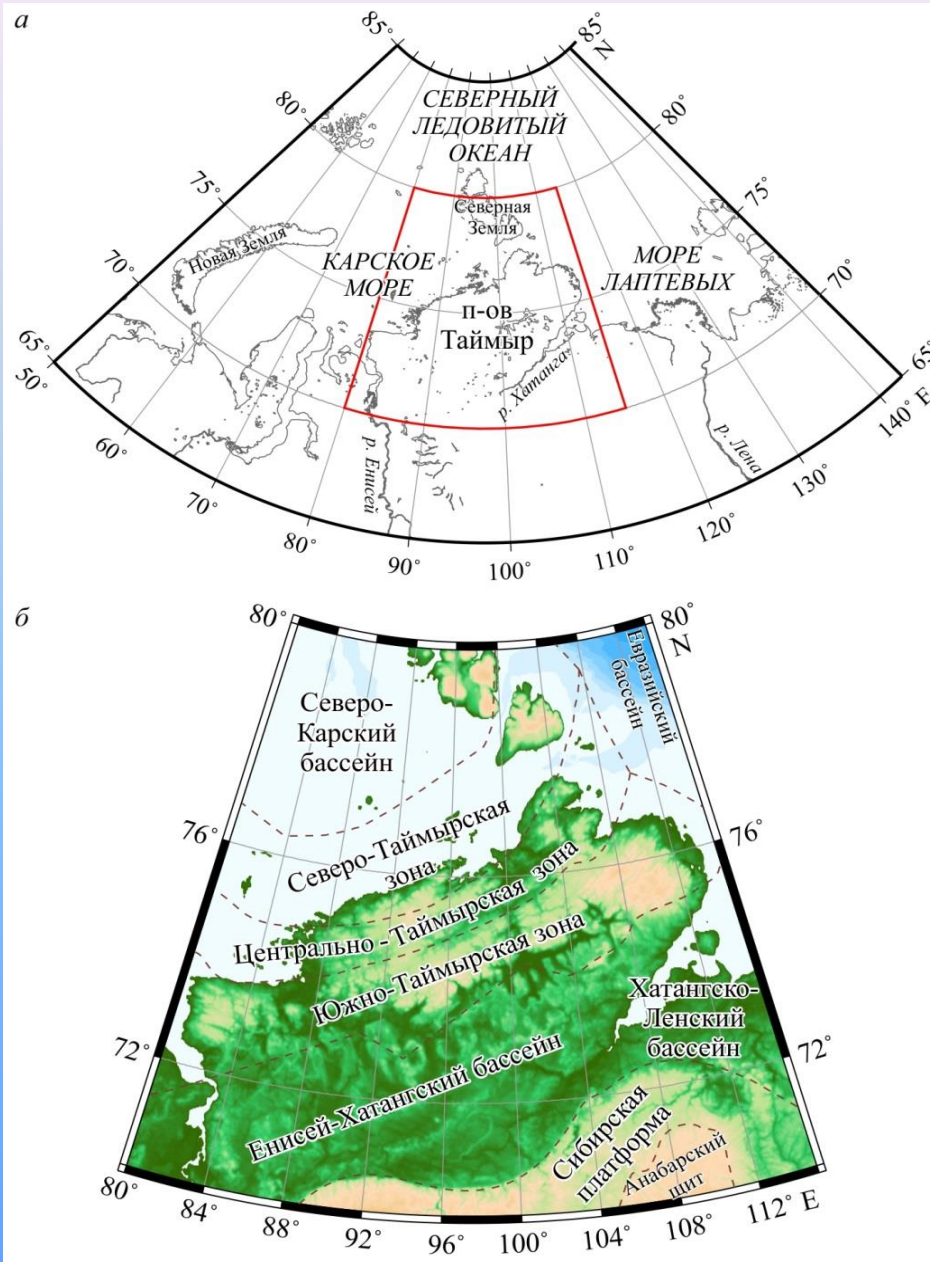 а
85°
85°
N
80°
80°
СЕВЕРНЫЙ
ЛЕДОВИТЫЙ
ОКЕАН
75°
75°
Северная
Земля
Новая Земля
КАРСКОЕ
МОРЕ
МОРЕ
ЛАПТЕВЫХ
70°
70°
п-ов
Таймыр
65°
65°
50°
р. Хатанга
140° E
60°
р. Енисей
р. Лена
130°
70°
120°
80°
110°
90°
100°
б
80°
80°
N
Евразийский
бассейн
Северо-
Карский
бассейн
76°
76°
Северо-Таймырская
зона
Центрально-Таймырская зона
Южно-Таймырская зона
Хатангско-
Ленский
бассейн
72°
72°
Енисей-Хатангский бассейн
Сибирская
платформа
Анабарский
щит
80°
84°
88°
92°
96°
100°
104°
108°
112° E